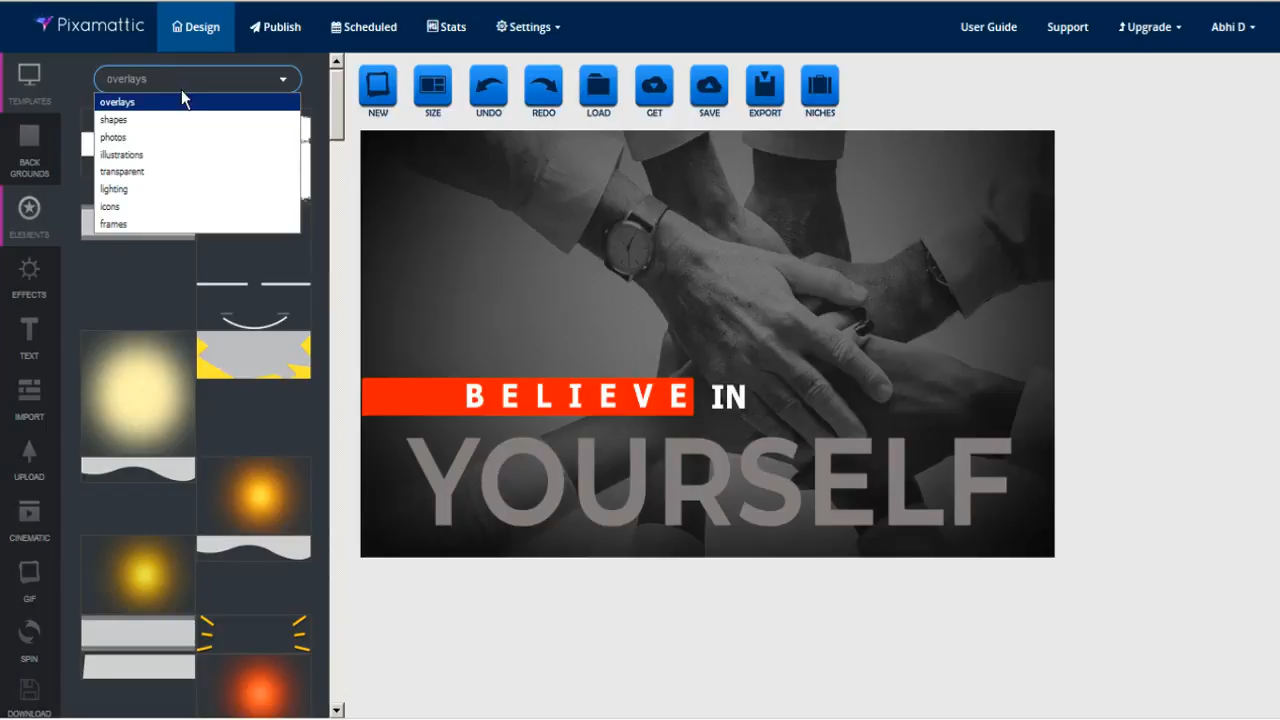 Pixamattic
Design
Publish
Scheduled
Stats
Settings
User Guide
Support
Upgrade
Abhi D
TEMPLATES
BACK
GROUNDS
ELEMENTS
EFFECTS
TEXT
IMPORT
UPLOAD
CINEMATIC
GIF
SPIN
DOWNLOAD
overlays
overlays
shapes
photos
illustrations
transparent
lighting
icons
frames
NEW
SIZE
UNDO
REDO
LOAD
GET
SAVE
EXPORT
NICHES
BELIEVE IN
YOURSELF